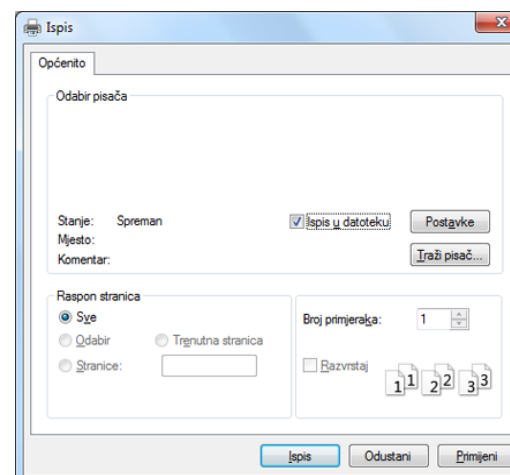 Ispis
Općenito
Odabir pisača
Stanje: Spreman
Ispis u datoteku
Postavke
Mjesto:
Komentar:
Traži pisač...
Raspon stranica
Sve
Odabir
Trenutna stranica
Stranice:
Broj primjeraka: 1
Razvrstaj
1 1 2 2 3 3
Ispis Odustani Primijeni